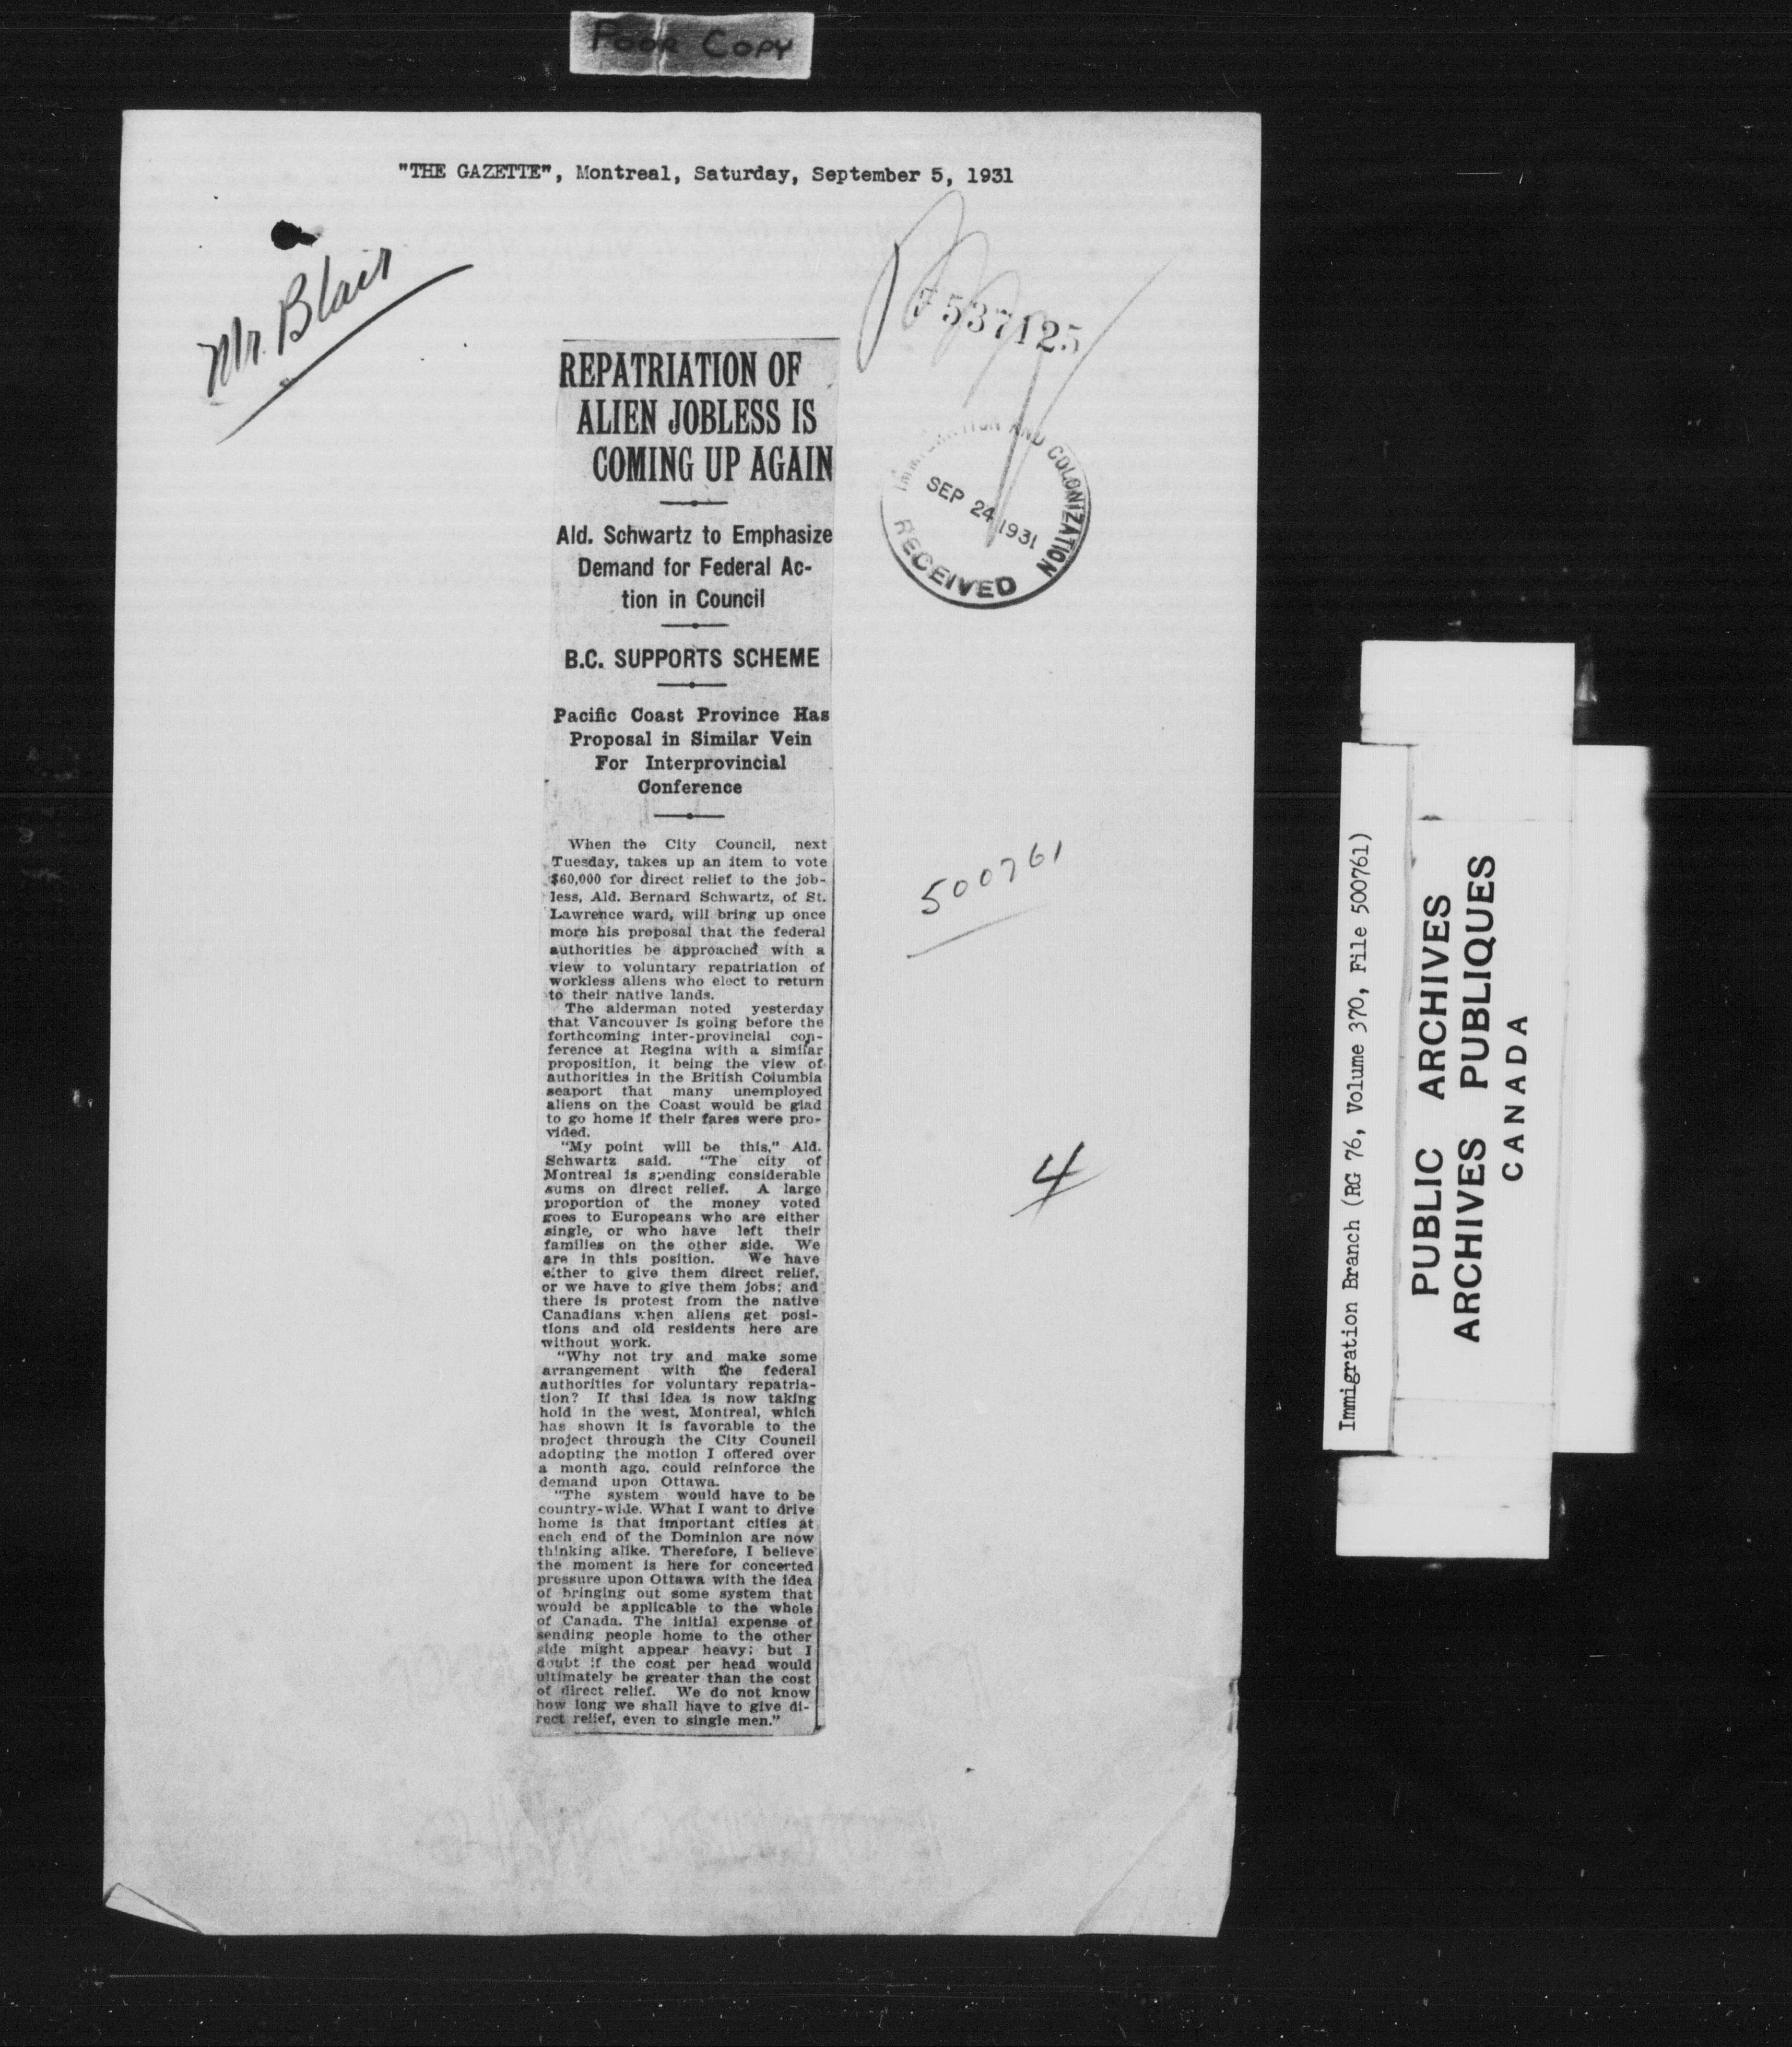 Poor Copy
"THE GAZETTE", Montreal, Saturday, September 5, 1931
Mr. Blair
537125
REPATRIATION OF
ALIEN JOBLESS IS
COMING UP AGAIN
IMMIGRATION AND COLONIZATION
SEP 24 1931
RECEIVED
Ald. Schwartz to Emphasize
Demand for Federal Ac-
tion in Council
B.C. SUPPORTS SCHEME
Pacific Coast Province Has
Proposal in Similar Vein
For Interprovincial
Conference
When the City Council, next
Tuesday, takes up an item to vote
$60,000 for direct relief to the job-
less, Ald. Bernard Schwartz, of St.
Lawrence ward, will bring up once
more his proposal that the federal
authorities be approached with a
view to voluntary repatriation of
workless aliens who elect to return
to their native lands.
The alderman noted yesterday
that Vancouver is going before the
forthcoming inter-provincial con-
ference at Regina with a similar
proposition, it being the view of
authorities in the British Columbia
seaport that many unemployed
aliens on the Coast would be glad
to go home if their fares were pro-
vided.
"My point will be this," Ald.
Schwartz said. "The city of
Montreal is spending considerable
sums on direct relief. A large
proportion of the money voted
goes to Europeans who are either
single, or who have left their
families on the other side. We
are in this position. We have
either to give them direct relief,
or we have to give them jobs; and
there is protest from the native
Canadians when aliens get posi-
tions and old residents here are
without work.
"Why not try and make some
arrangement with the federal
authorities for voluntary repatria-
tion? If thsi idea is now taking
hold in the west, Montreal, which
has shown it is favorable to the
project through the City Council
adopting the motion I offered over
a month ago, could reinforce the
demand upon Ottawa.
"The system would have to be
country-wide. What I want to drive
home is that important cities at
each end of the Dominion are now
thinking alike. Therefore, I believe
the moment is here for concerted
pressure upon Ottawa with the idea
of bringing out some system that
would be applicable to the whole
of Canada. The initial expense of
sending people home to the other
side might appear heavy; but I
doubt if the cost per head would
ultimately be greater than the cost
of direct relief. We do not know
how long we shall have to give di-
rect relief, even to single men."
500761
4
Immigration Branch (RG 76, Volume 370, File 500761)
PUBLIC ARCHIVES
ARCHIVES PUBLIQUES
CANADA